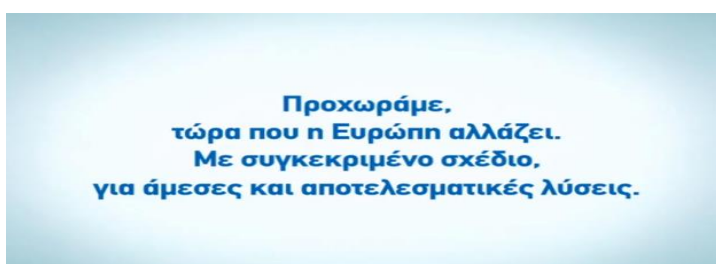 Προχωράμε,
τώρα που η Ευρώπη αλλάζει.
Με συγκεκριμένο σχέδιο,
για άμεσες και αποτελεσματικές λύσεις.